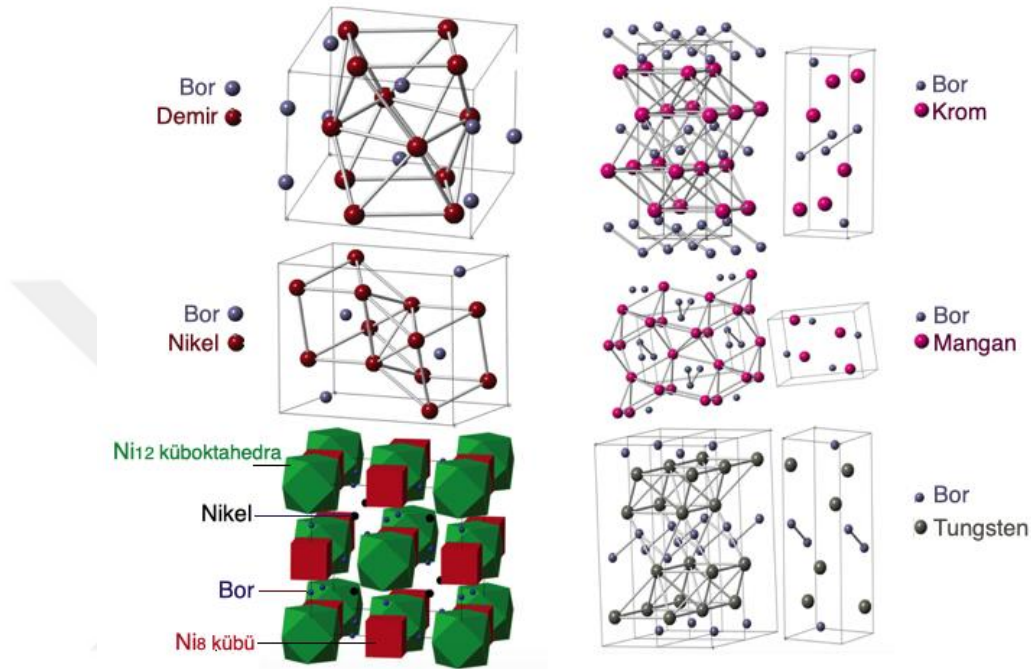 Bor
Demir
Bor
Krom
Bor
Nikel
Bor
Mangan
Ni12 küboktahedra
Nikel
Bor
Ni8 kübü
Bor
Tungsten